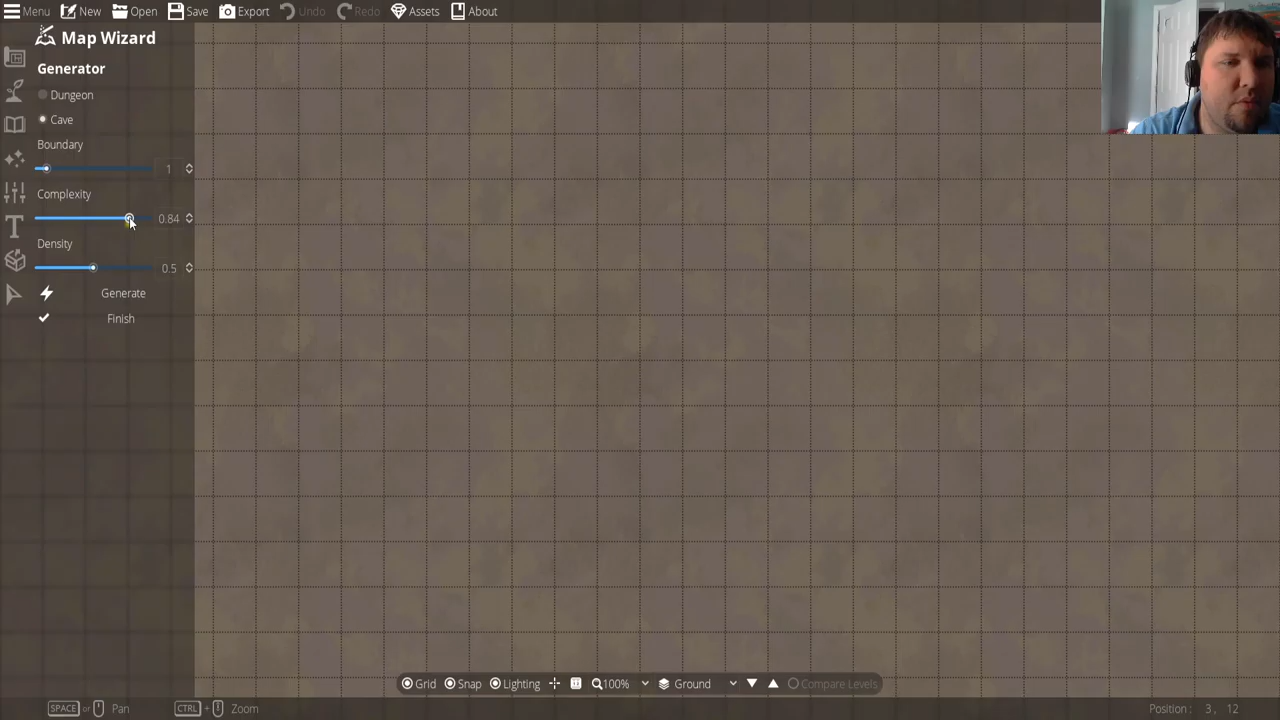 Menu New Open Save Export Undo Redo Assets About
Map Wizard
Generator
Dungeon
Cave
Boundary
1
Complexity
0.84
Density
0.5
Generate
Finish
Grid Snap Lighting 100% Ground Compare Levels
SPACE or Pan CTRL + Zoom Position : 3 , 12